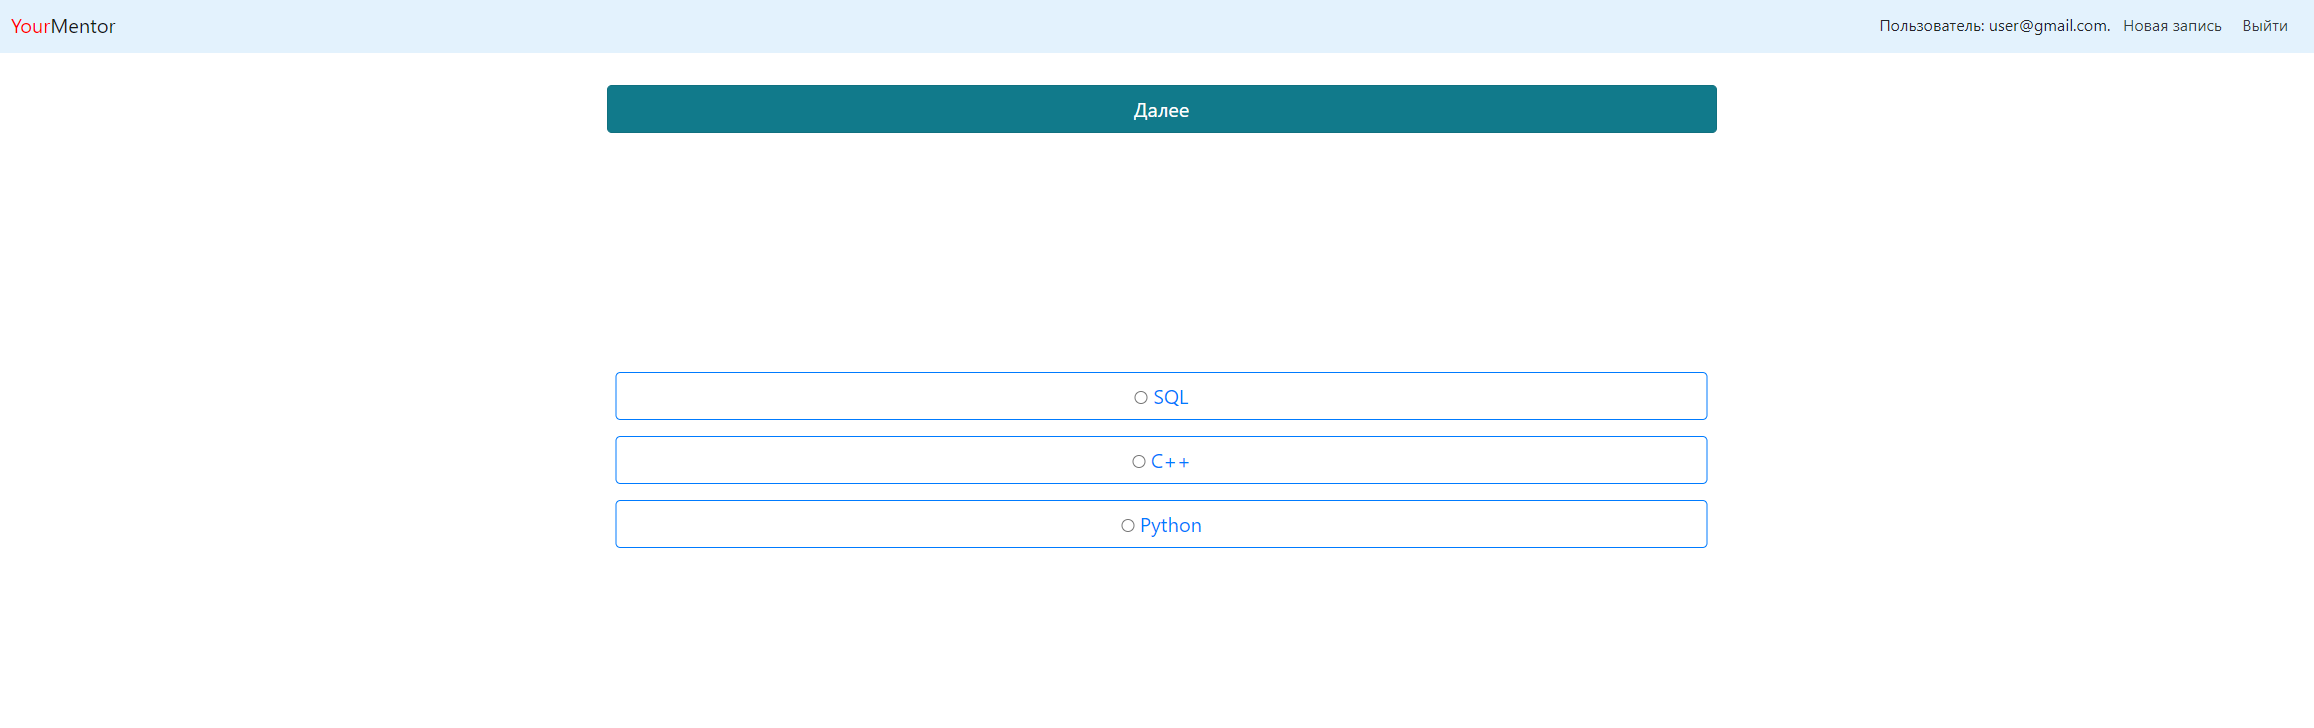 YourMentor Пользователь: user@gmail.com. Новая запись Выйти
Далее
SQL
C++
Python